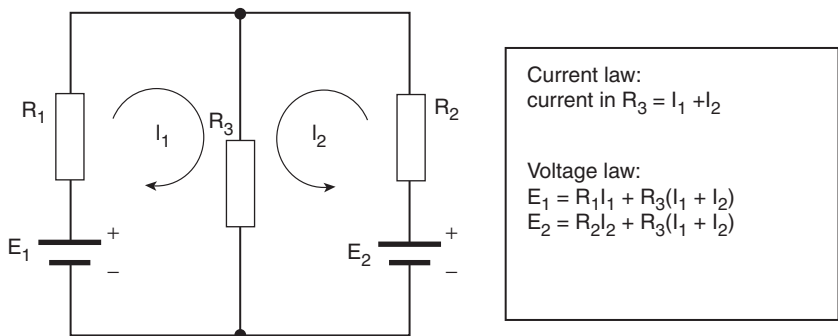 R₁
I₁
R₃
I₂
R₂
E₁
+
−
E₂
+
−
Current law:
current in R₃ = I₁ +I₂
Voltage law:
E₁ = R₁I₁ + R₃(I₁ + I₂)
E₂ = R₂I₂ + R₃(I₁ + I₂)